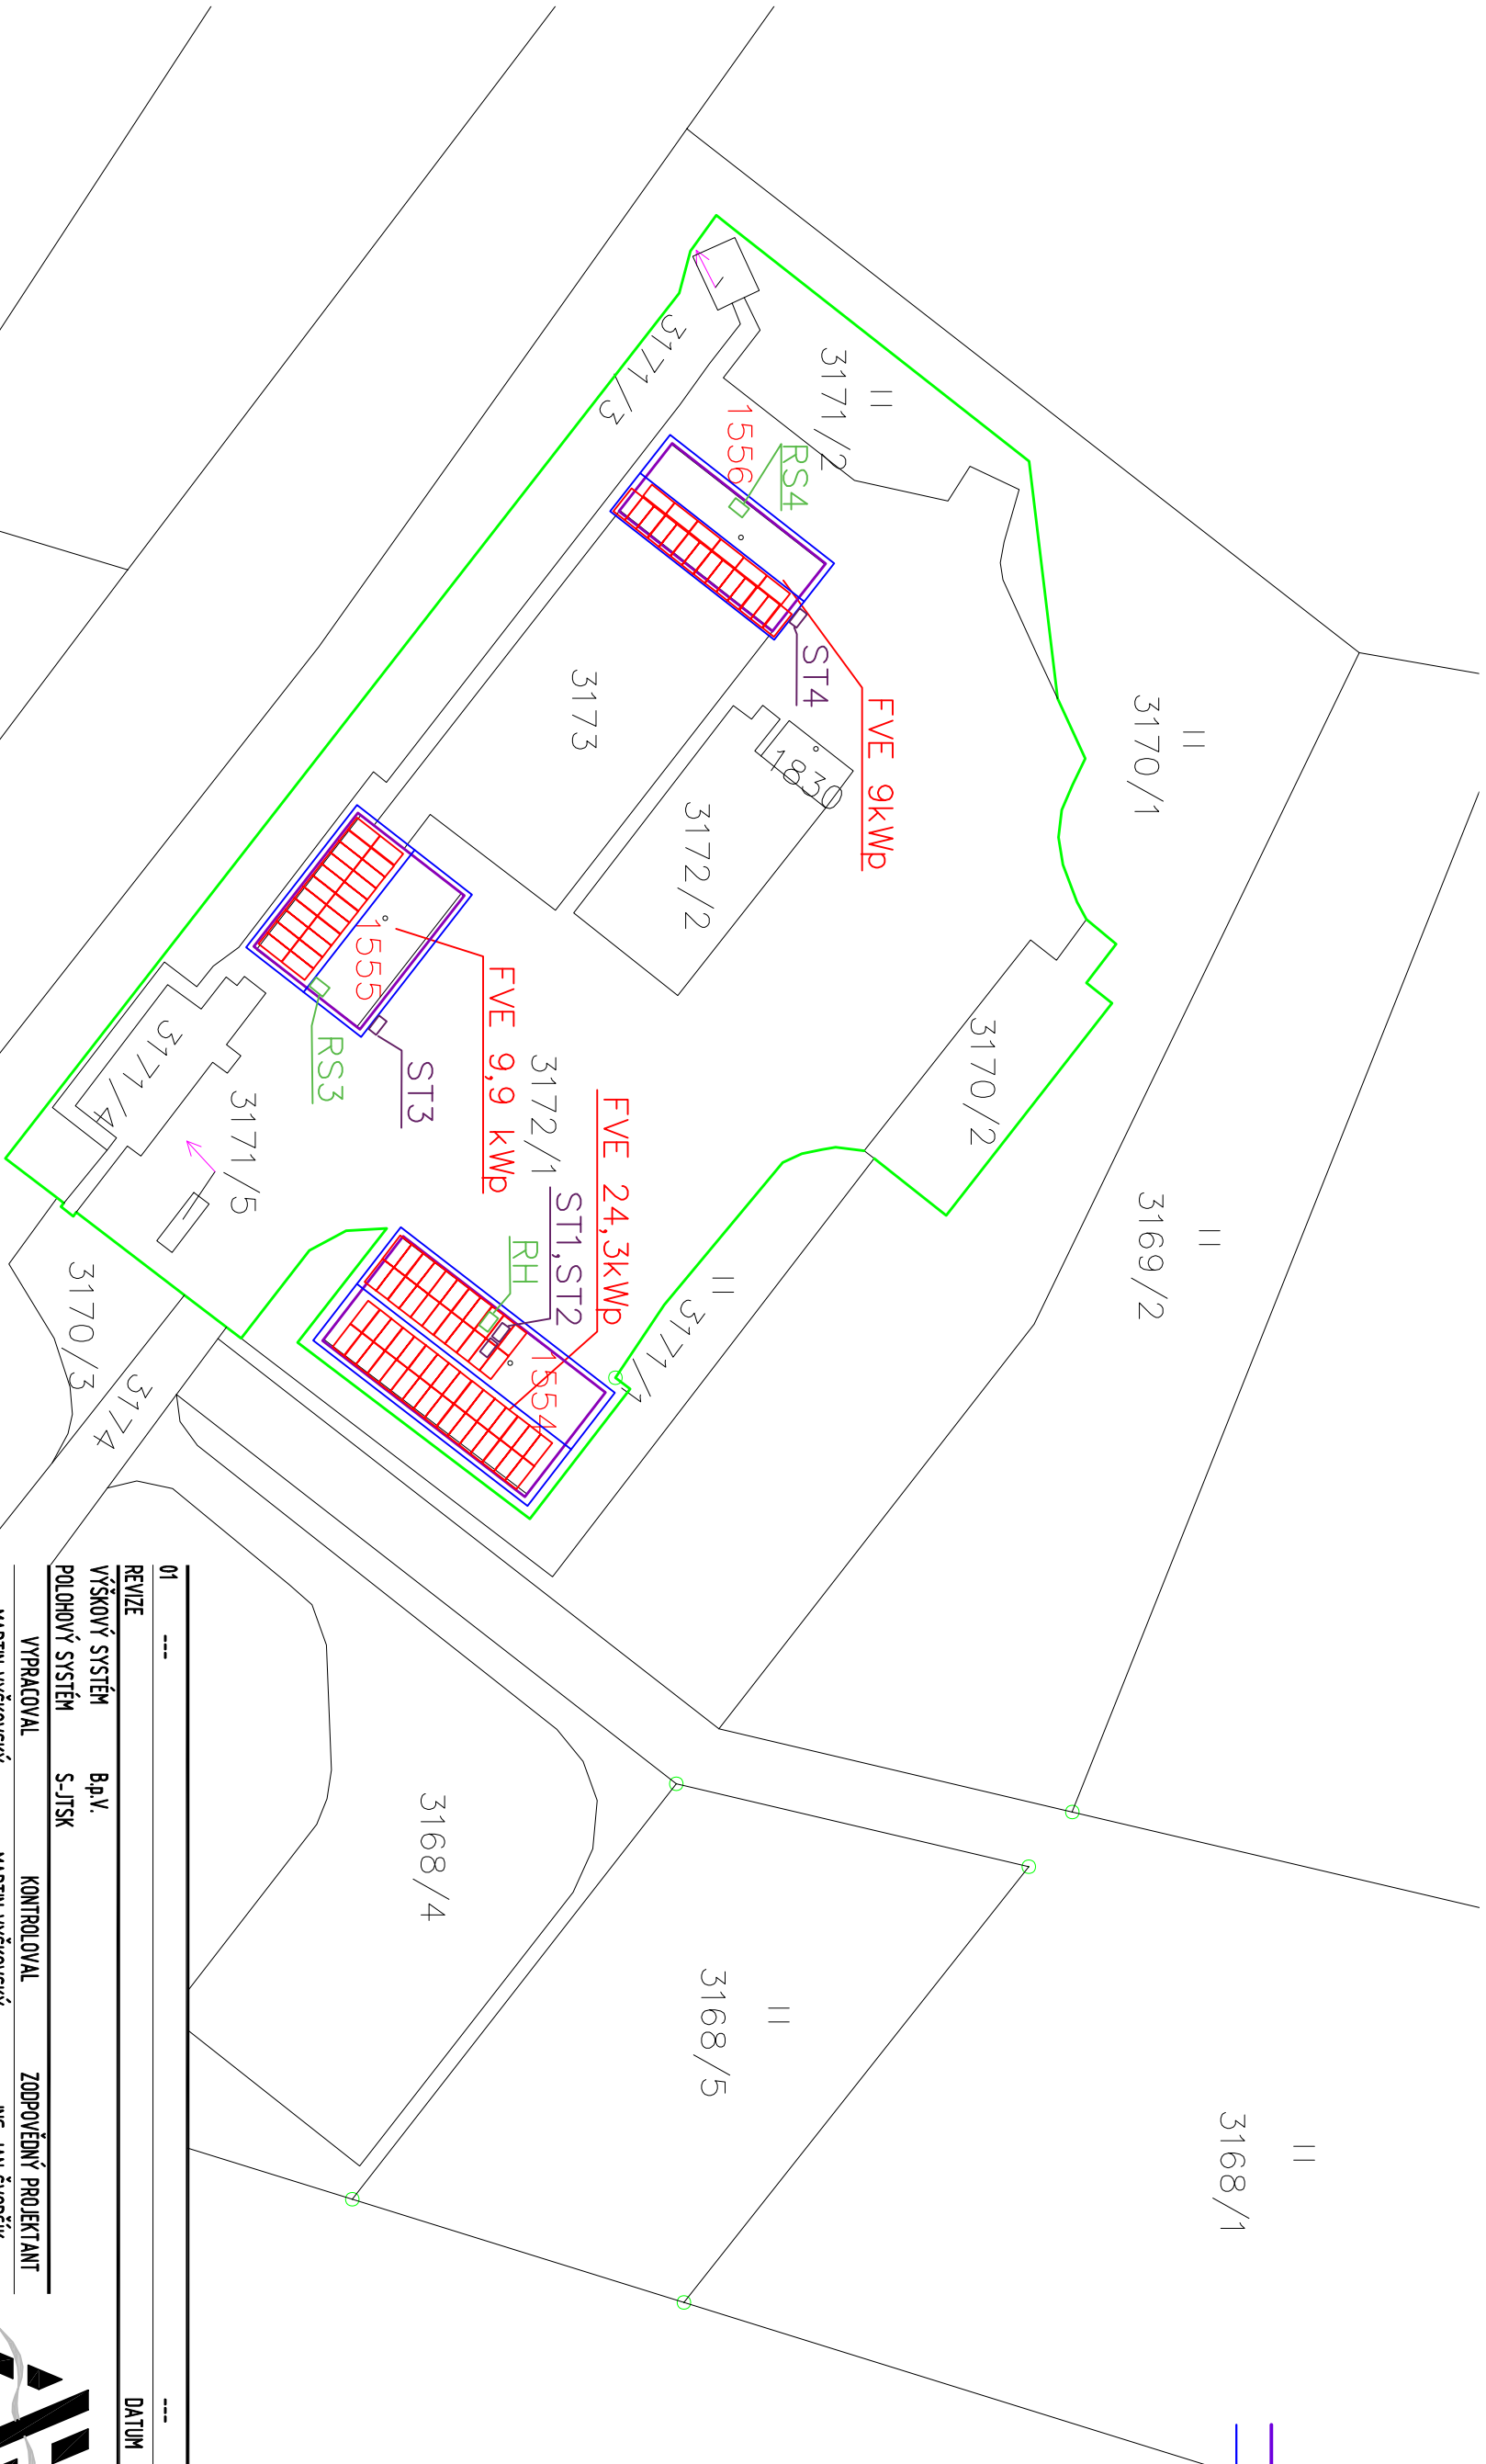 3170/1
3169/2
3168/1
3171/2
1556
RS4
ST4
FVE 9kWp
3171/3
3173
1830
3172/2
3170/2
1555
RS3
ST3
FVE 9,9 kWp
3172/1
FVE 24,3kWp
ST1,ST2
RH
1554
3171/1
3171/4
3171/5
3170/3
3174
3168/4
3168/5
01 --- ---
REVIZE DATUM
VÝŠKOVÝ SYSTÉM B.p.V.
POLOHOVÝ SYSTÉM S-JTSK
VYPRACOVAL KONTROLOVAL ZODPOVĚDNÝ PROJEKTANT